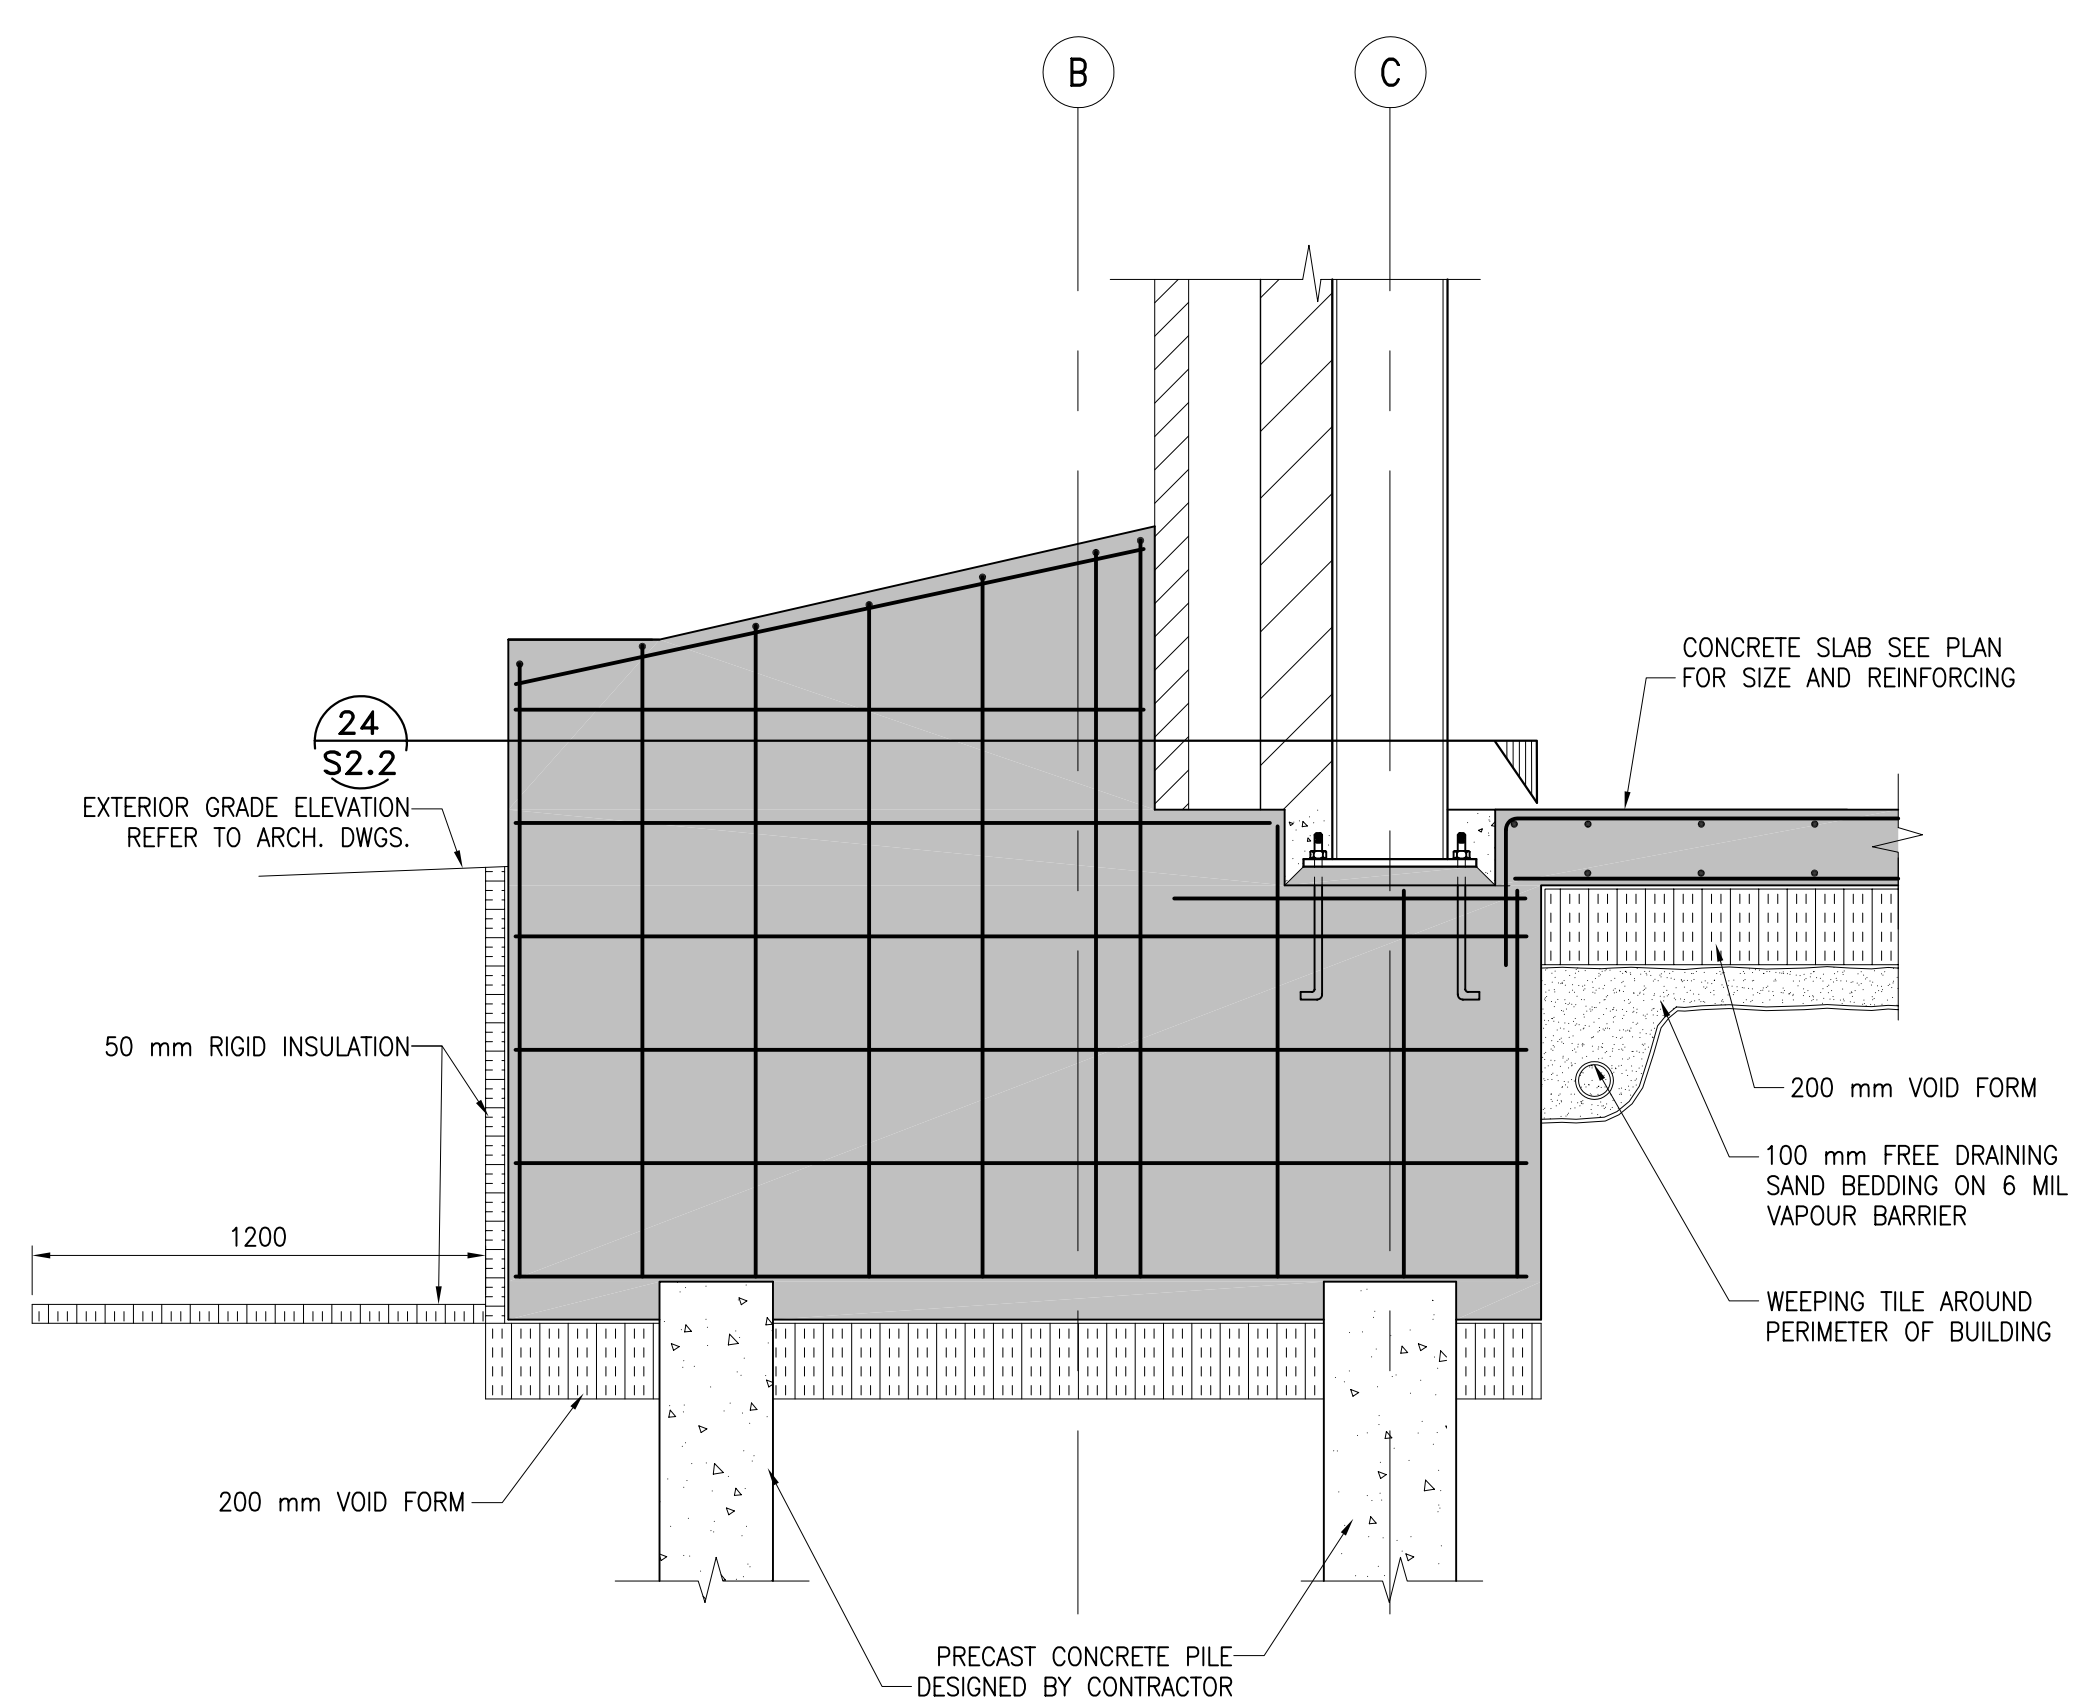 B
C
CONCRETE SLAB SEE PLAN
FOR SIZE AND REINFORCING
24
S2.2
EXTERIOR GRADE ELEVATION
REFER TO ARCH. DWGS.
50 mm RIGID INSULATION
200 mm VOID FORM
100 mm FREE DRAINING
SAND BEDDING ON 6 MIL
VAPOUR BARRIER
1200
WEEPING TILE AROUND
PERIMETER OF BUILDING
200 mm VOID FORM
PRECAST CONCRETE PILE
DESIGNED BY CONTRACTOR